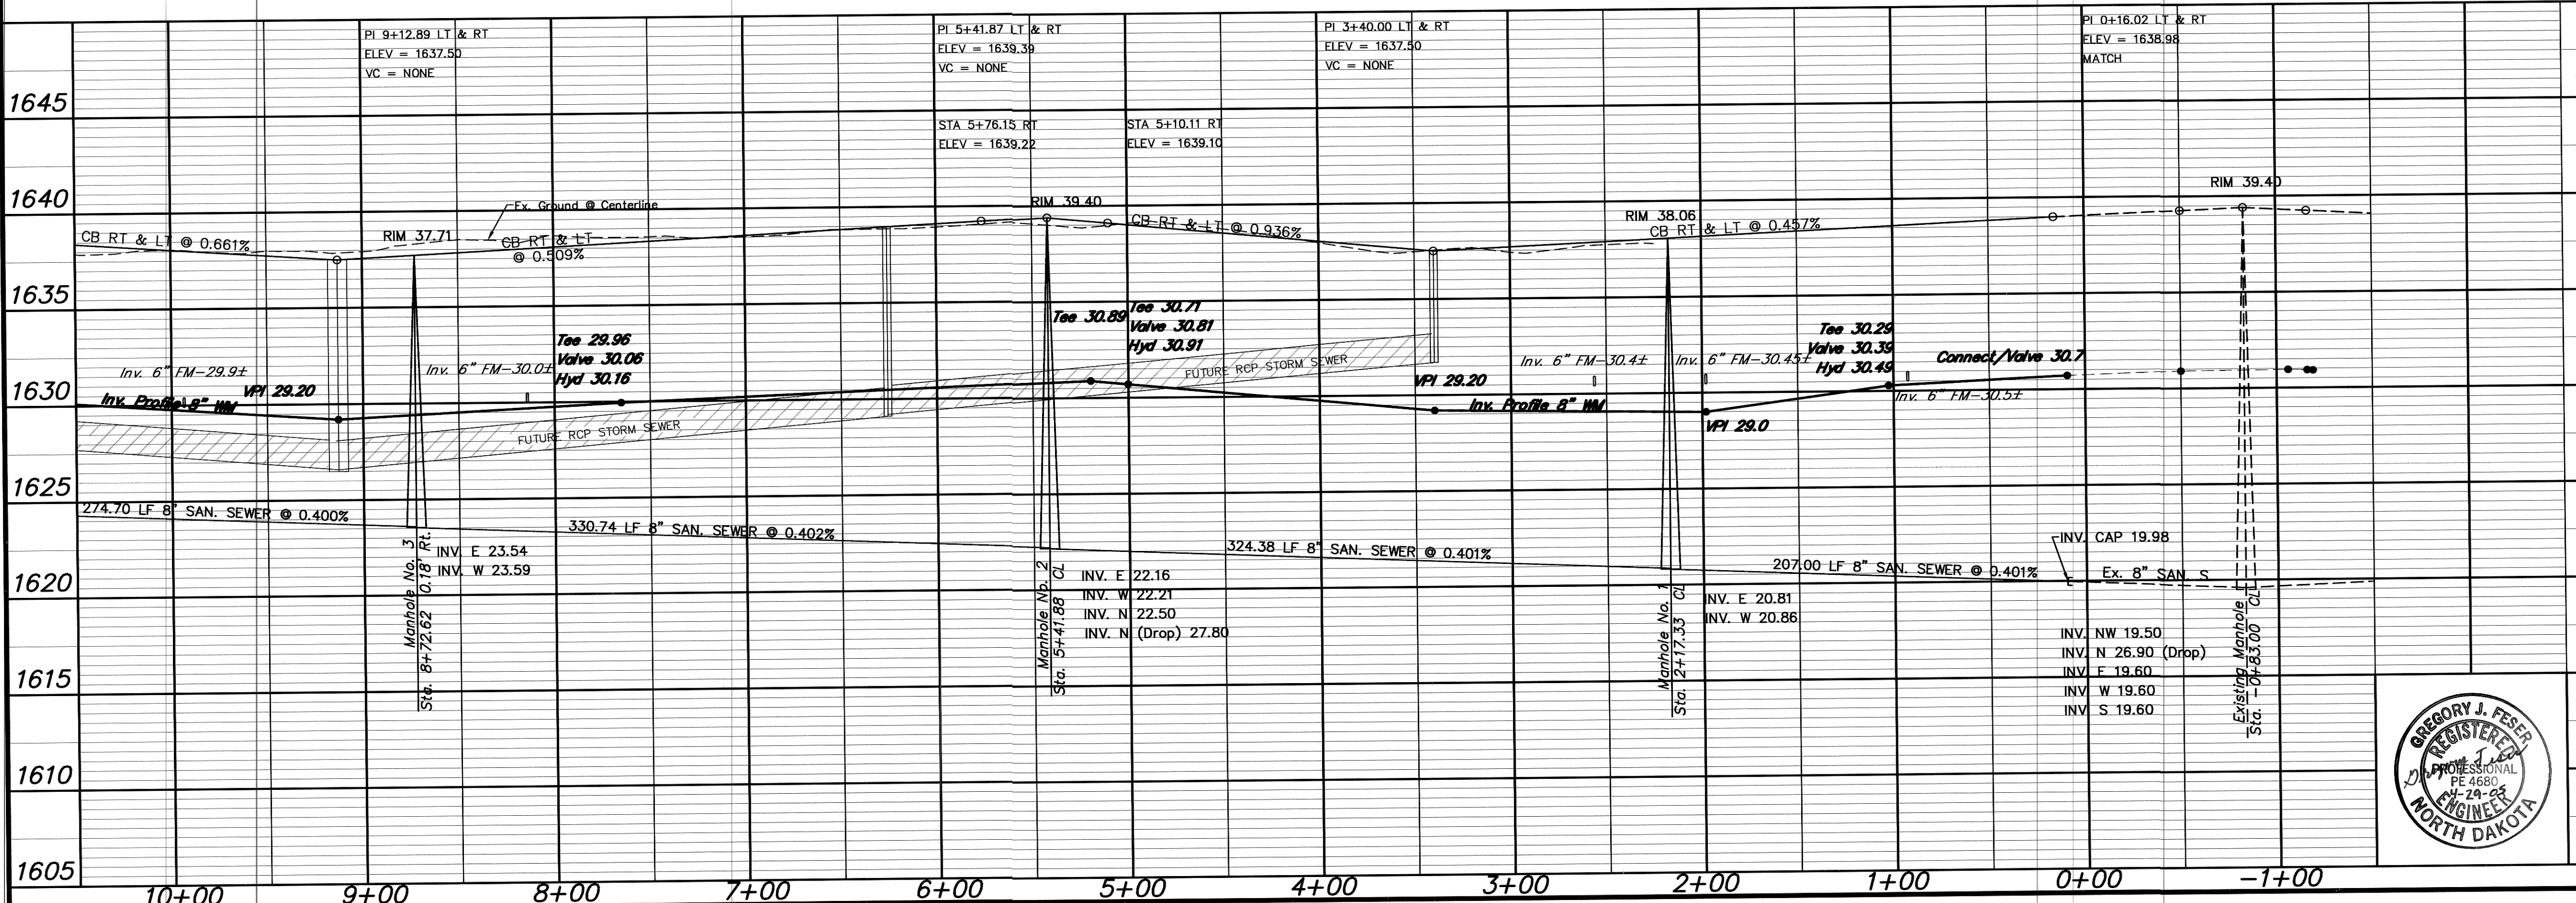 PI 9+12.89 LT & RT
ELEV = 1637.50
VC = NONE
PI 5+41.87 LT & RT
ELEV = 1639.39
VC = NONE
PI 3+40.00 LT & RT
ELEV = 1637.50
VC = NONE
PI 0+16.02 LT & RT
ELEV = 1638.98
MATCH
STA 5+76.15 RT
ELEV = 1639.22
STA 5+10.11 RT
ELEV = 1639.10
1645
1640
1635
1630
1625
1620
1615
1610
1605
CB RT & LT @ 0.661%
RIM 37.71
Ex. Ground @ Centerline
CB RT & LT
@ 0.509%
RIM 39.40
CB RT & LT @ 0.936%
RIM 38.06
CB RT & LT @ 0.457%
RIM 39.40
Inv. 6" FM-29.9±
VPI 29.20
Inv. Profile 8" WM
Inv. 6" FM-30.0±
Tee 29.96
Valve 30.06
Hyd 30.16
FUTURE RCP STORM SEWER
Tee 30.89
Tee 30.71
Valve 30.81
Hyd 30.91
FUTURE RCP STORM SEWER
VPI 29.20
Inv. Profile 8" WM
Inv. 6" FM-30.4±
Inv. 6" FM-30.45±
VPI 29.0
Tee 30.29
Valve 30.39
Hyd 30.49
Inv. 6" FM-30.5±
Connect/Valve 30.7
274.70 LF 8" SAN. SEWER @ 0.400%
330.74 LF 8" SAN. SEWER @ 0.402%
324.38 LF 8" SAN. SEWER @ 0.401%
207.00 LF 8" SAN. SEWER @ 0.401%
INV. CAP 19.98
Ex. 8" SAN. S
Manhole No. 3
Sta. 8+72.62 0.18' Rt.
INV. E 23.54
INV. W 23.59
Manhole No. 2
Sta. 5+41.88 CL
INV. E 22.16
INV. W 22.21
INV. N 22.50
INV. N (Drop) 27.80
Manhole No. 1
Sta. 2+17.33 CL
INV. E 20.81
INV. W 20.86
INV. NW 19.50
INV. N 26.90 (Drop)
INV. E 19.60
INV. W 19.60
INV. S 19.60
Existing Manhole
Sta. -0+83.00 CL
GREGORY J. FESER
REGISTERED
PROFESSIONAL
PE 4680
4-29-05
ENGINEER
NORTH DAKOTA
10+00
9+00
8+00
7+00
6+00
5+00
4+00
3+00
2+00
1+00
0+00
-1+00